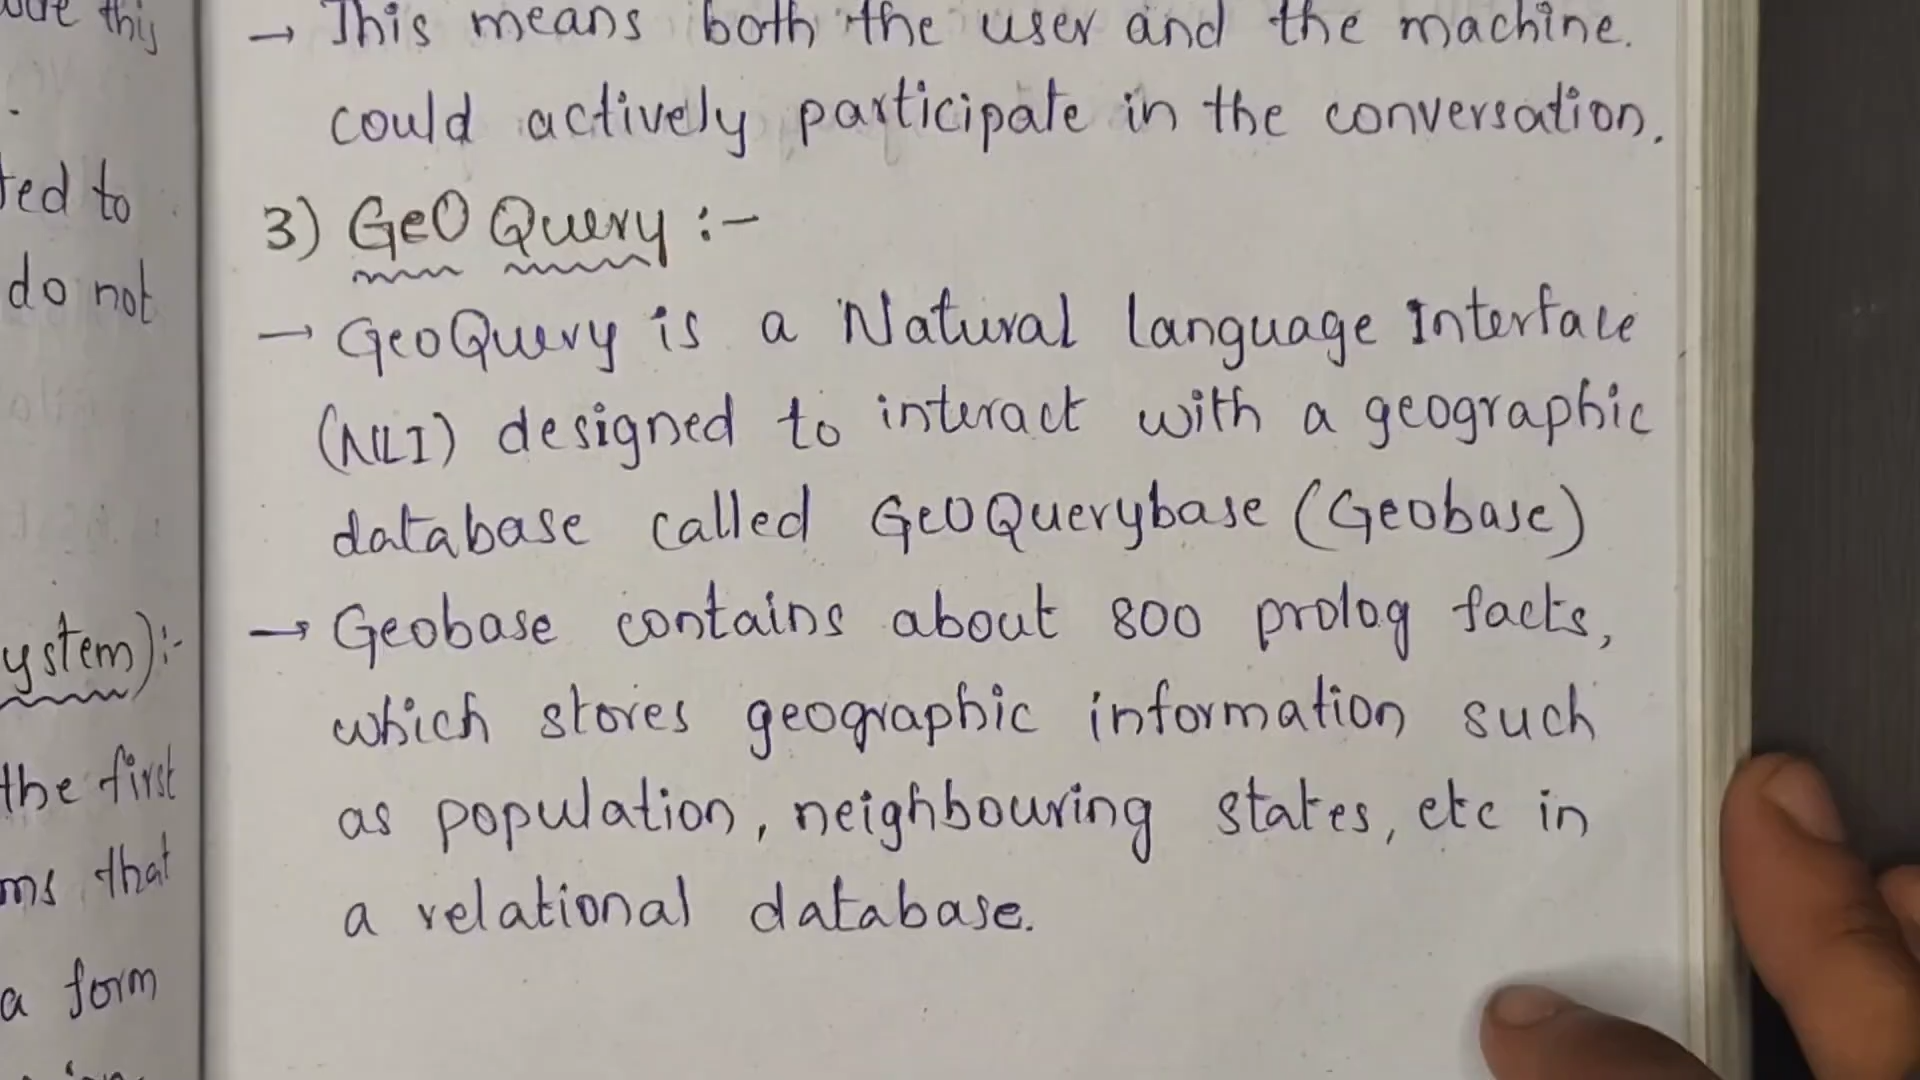 this
ted to
do not
ystem):-
the first
ms that
a form
→ This means both the user and the machine.
could actively participate in the conversation.
3) GeO Query :-
→ GeoQuery is a Natural language Interface
(NLI) designed to interact with a geographic
database called GeoQuerybase (Geobase)
→ Geobase contains about 800 prolog facts,
which stores geographic information such
as population, neighbouring states, etc in
a relational database.